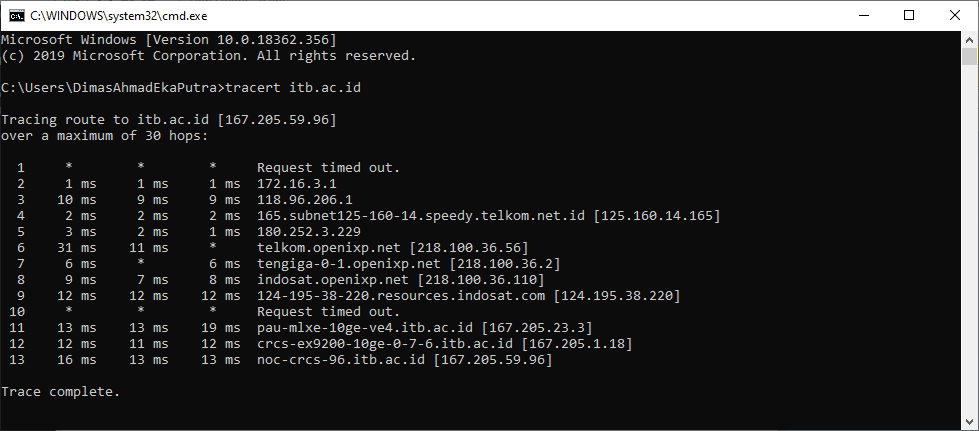 C:\WINDOWS\system32\cmd.exe
Microsoft Windows [Version 10.0.18362.356]
(c) 2019 Microsoft Corporation. All rights reserved.
C:\Users\DimasAhmadEkaPutra>tracert itb.ac.id
Tracing route to itb.ac.id [167.205.59.96]
over a maximum of 30 hops:
1 * * * Request timed out.
2 1 ms 1 ms 1 ms 172.16.3.1
3 10 ms 9 ms 9 ms 118.96.206.1
4 2 ms 2 ms 2 ms 165.subnet125-160-14.speedy.telkom.net.id [125.160.14.165]
5 3 ms 2 ms 1 ms 180.252.3.229
6 31 ms 11 ms * telkom.openixp.net [218.100.36.56]
7 6 ms * 6 ms tengiga-0-1.openixp.net [218.100.36.2]
8 9 ms 7 ms 8 ms indosat.openixp.net [218.100.36.110]
9 12 ms 12 ms 12 ms 124-195-38-220.resources.indosat.com [124.195.38.220]
10 * * * Request timed out.
11 13 ms 13 ms 19 ms pau-mlxe-10ge-ve4.itb.ac.id [167.205.23.3]
12 12 ms 11 ms 12 ms crcs-ex9200-10ge-0-7-6.itb.ac.id [167.205.1.18]
13 16 ms 13 ms 13 ms noc-crcs-96.itb.ac.id [167.205.59.96]
Trace complete.